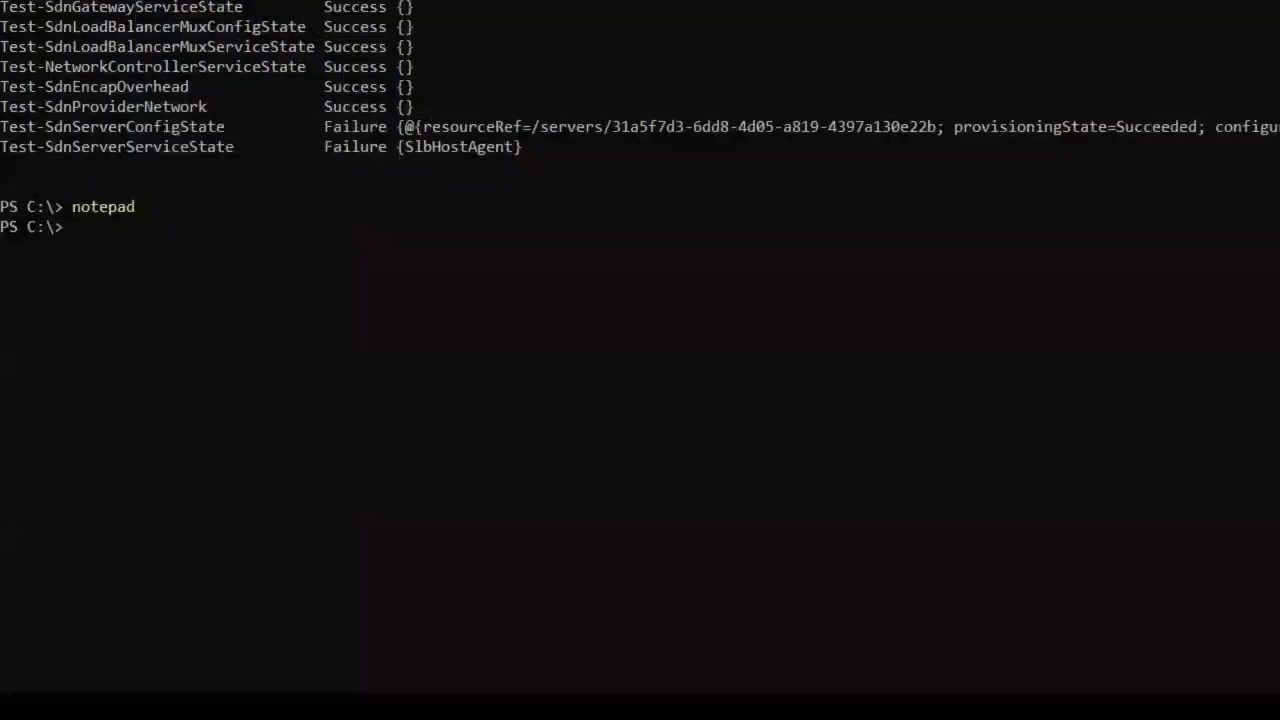 Test-SdnGatewayServiceState Success {}
Test-SdnLoadBalancerMuxConfigState Success {}
Test-SdnLoadBalancerMuxServiceState Success {}
Test-NetworkControllerServiceState Success {}
Test-SdnEncapOverhead Success {}
Test-SdnProviderNetwork Success {}
Test-SdnServerConfigState Failure {@{resourceRef=/servers/31a5f7d3-6dd8-4d05-a819-4397a130e22b; provisioningState=Succeeded; configu
Test-SdnServerServiceState Failure {SlbHostAgent}
PS C:\> notepad
PS C:\>